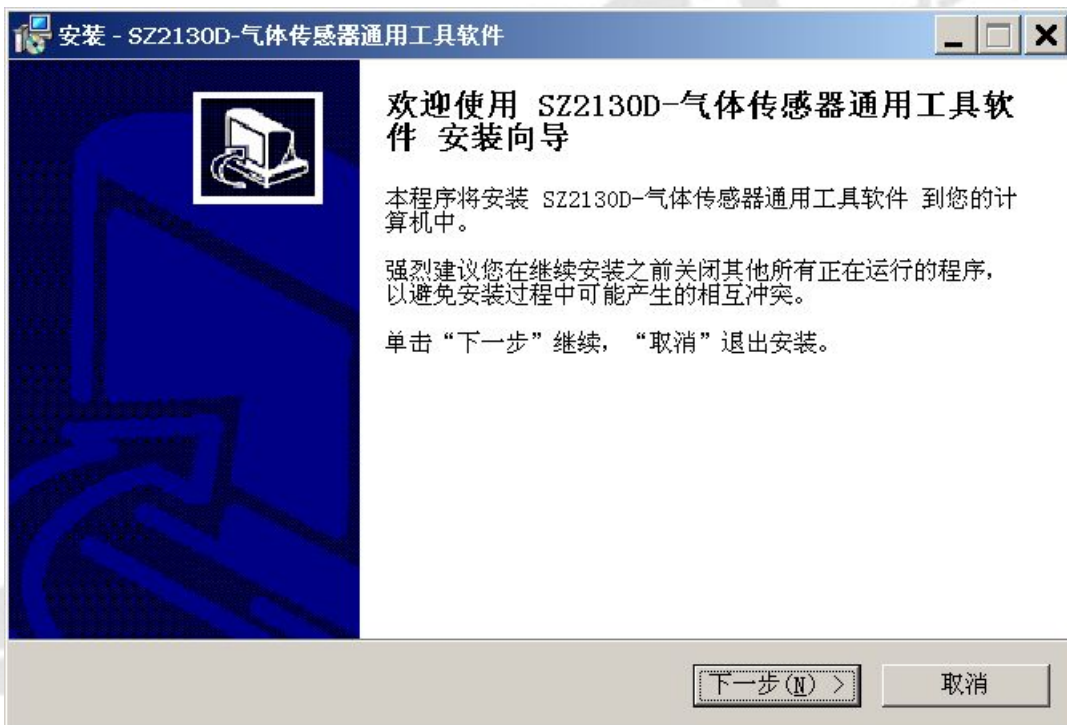 安装 - SZ2130D-气体传感器通用工具软件
欢迎使用 SZ2130D-气体传感器通用工具软
件 安装向导
本程序将安装 SZ2130D-气体传感器通用工具软件 到您的计
算机中。
强烈建议您在继续安装之前关闭其他所有正在运行的程序，
以避免安装过程中可能产生的相互冲突。
单击“下一步”继续，“取消”退出安装。
下一步(N) >
取消